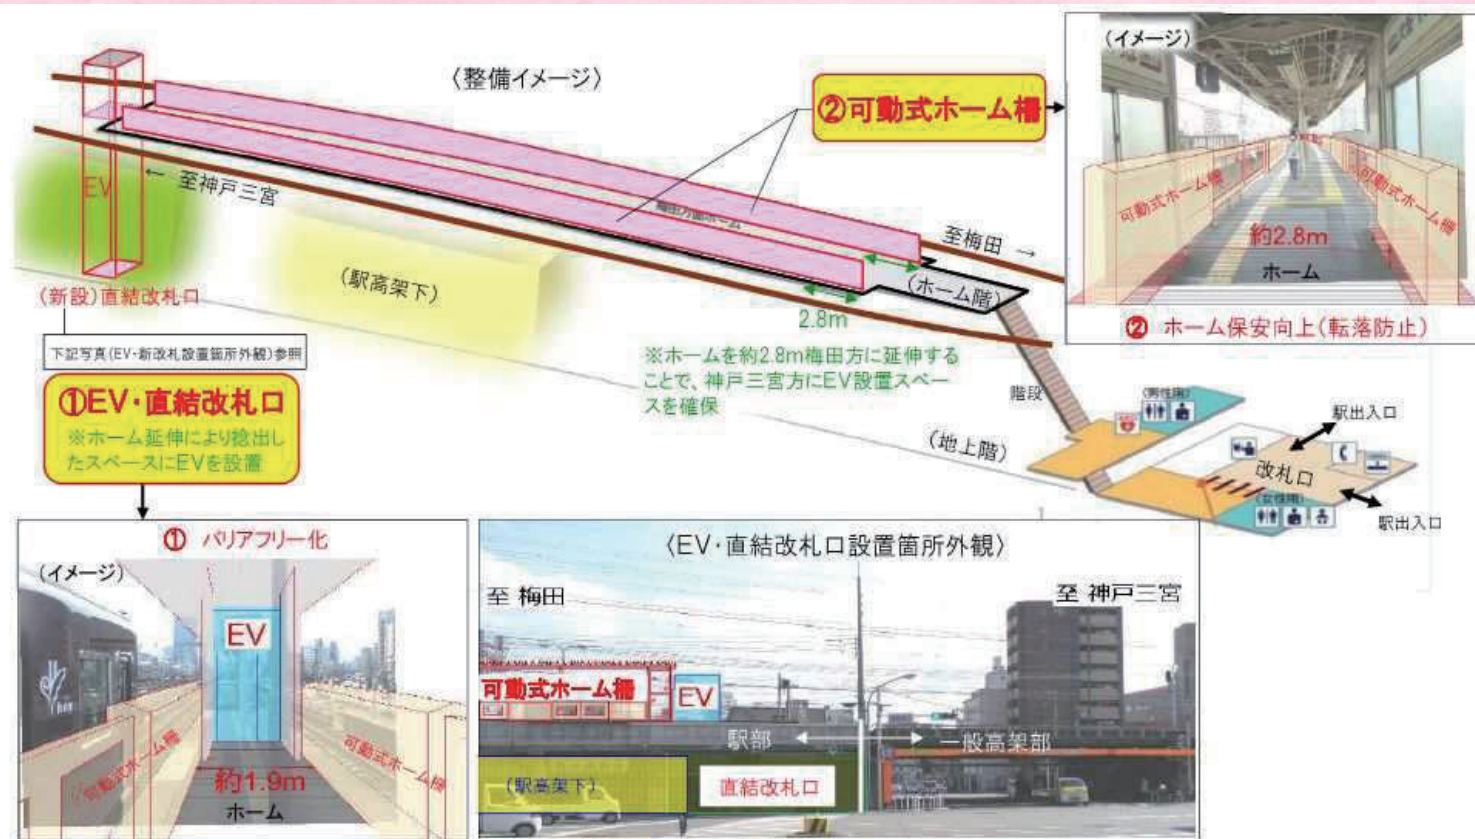 〈整備イメージ〉
②可動式ホーム柵
(イメージ)
可動式ホーム柵
可動式ホーム柵
約2.8m
ホーム
② ホーム保安向上(転落防止)
EV
← 至神戸三宮
梅田方面ホーム
至梅田 →
(駅高架下)
(ホーム階)
2.8m
(新設)直結改札口
下記写真(EV・新改札設置箇所外観)参照
①EV・直結改札口
※ホーム延伸により捻出し
たスペースにEVを設置
※ホームを約2.8m梅田方に延伸する
ことで、神戸三宮方にEV設置スペー
スを確保
階段
(地上階)
(男性用)
駅出入口
改札口
(女性用)
駅出入口
① バリアフリー化
(イメージ)
EV
可動式ホーム柵
可動式ホーム柵
約1.9m
ホーム
〈EV・直結改札口設置箇所外観〉
至 梅田
至 神戸三宮
可動式ホーム柵
EV
駅部
一般高架部
(駅高架下)
直結改札口